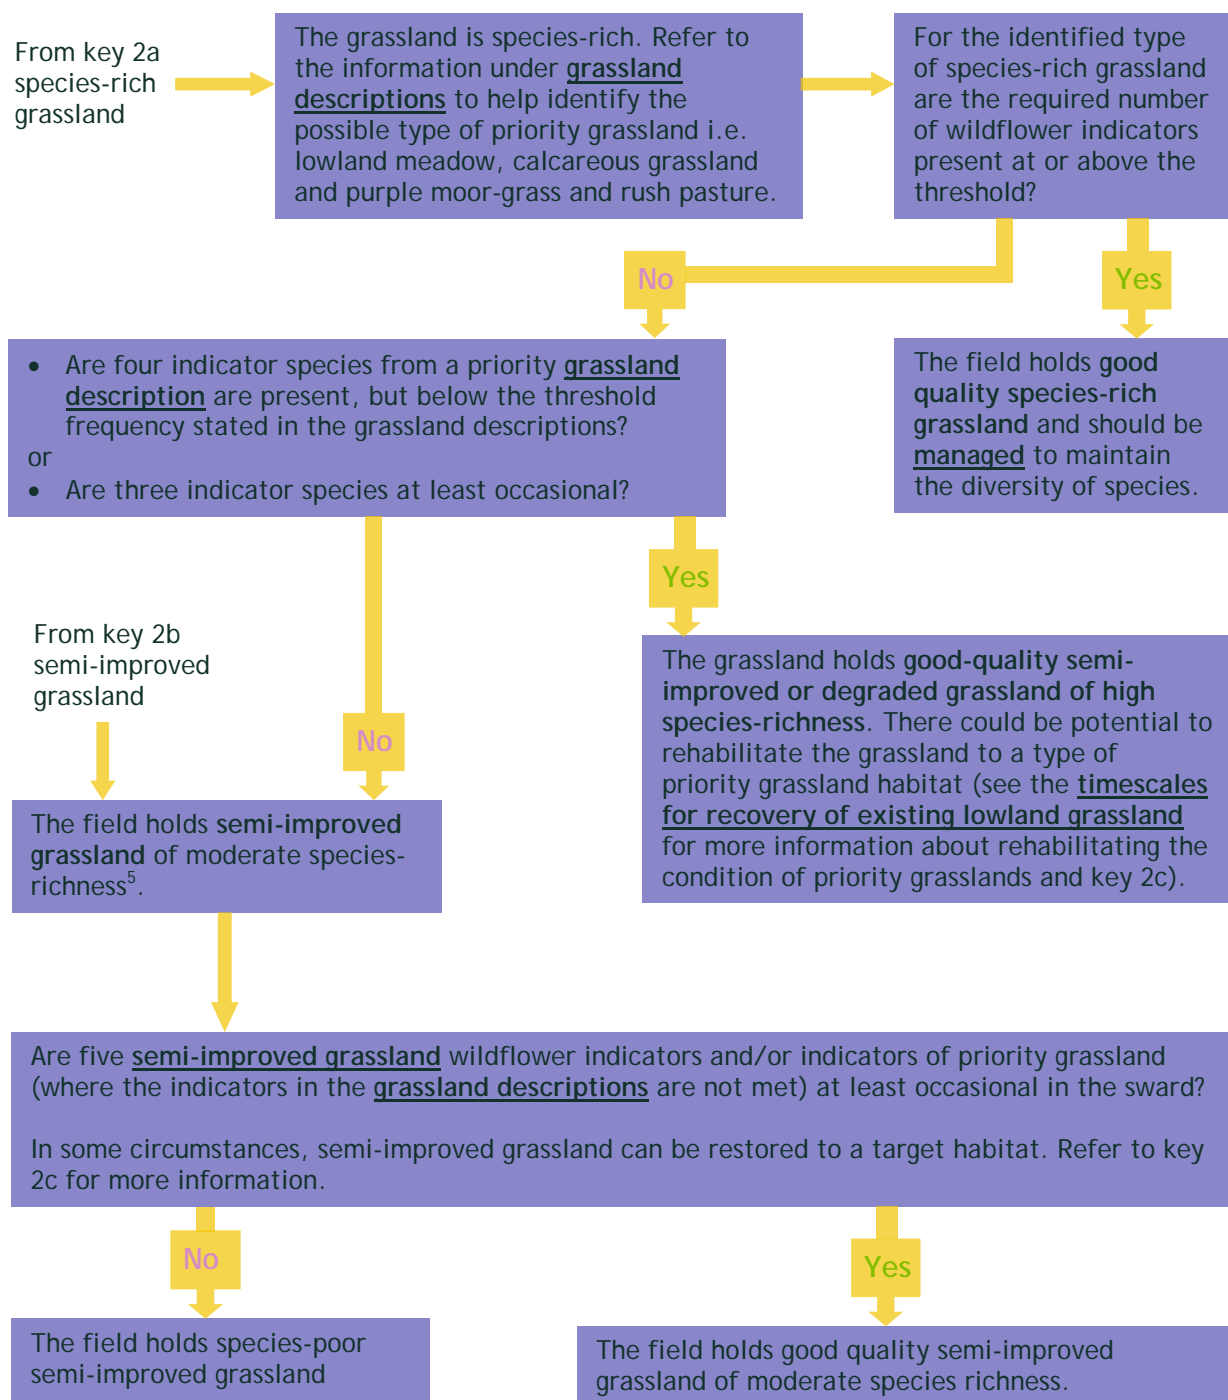 From key 2a
species-rich
grassland
The grassland is species-rich. Refer to
the information under grassland
descriptions to help identify the
possible type of priority grassland i.e.
lowland meadow, calcareous grassland
and purple moor-grass and rush pasture.
For the identified type
of species-rich grassland
are the required number
of wildflower indicators
present at or above the
threshold?
No
Yes
• Are four indicator species from a priority grassland
description are present, but below the threshold
frequency stated in the grassland descriptions?
or
• Are three indicator species at least occasional?
The field holds good
quality species-rich
grassland and should be
managed to maintain
the diversity of species.
Yes
From key 2b
semi-improved
grassland
No
The grassland holds good-quality semi-
improved or degraded grassland of high
species-richness. There could be potential to
rehabilitate the grassland to a type of
priority grassland habitat (see the timescales
for recovery of existing lowland grassland
for more information about rehabilitating the
condition of priority grasslands and key 2c).
The field holds semi-improved
grassland of moderate species-
richness⁵.
Are five semi-improved grassland wildflower indicators and/or indicators of priority grassland
(where the indicators in the grassland descriptions are not met) at least occasional in the sward?
In some circumstances, semi-improved grassland can be restored to a target habitat. Refer to key
2c for more information.
No
Yes
The field holds species-poor
semi-improved grassland
The field holds good quality semi-improved
grassland of moderate species richness.